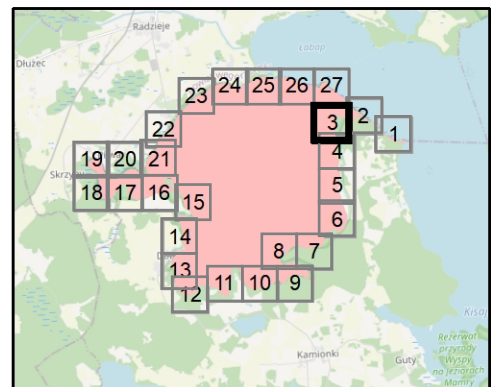 Radzieje
Dłużec
Łabap
24 25 26 27
23
3 2
1
22
4
19 20 21
Skrzyp
5
18 17 16
15
6
14
8 7
13
11 10 9
12
Kisaj
Rezerwat
przyrody
Wyspy
na jeziorach
Mamry
Kamionki
Guty